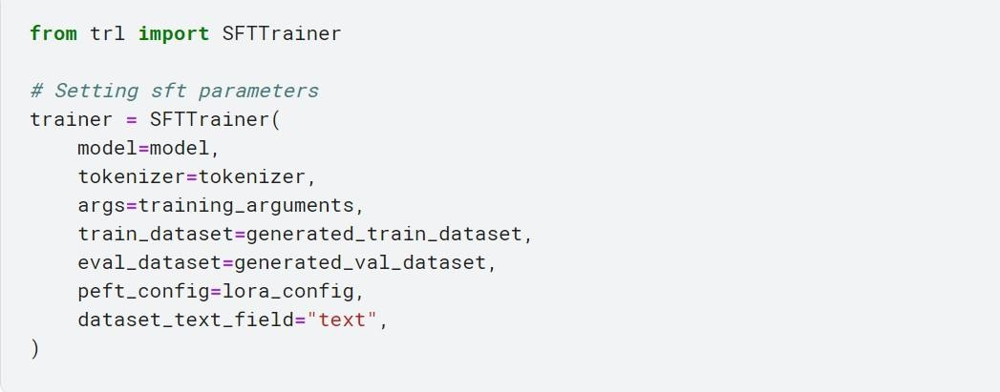 from trl import SFTTrainer
# Setting sft parameters
trainer = SFTTrainer(
    model=model,
    tokenizer=tokenizer,
    args=training_arguments,
    train_dataset=generated_train_dataset,
    eval_dataset=generated_val_dataset,
    peft_config=lora_config,
    dataset_text_field="text",
)